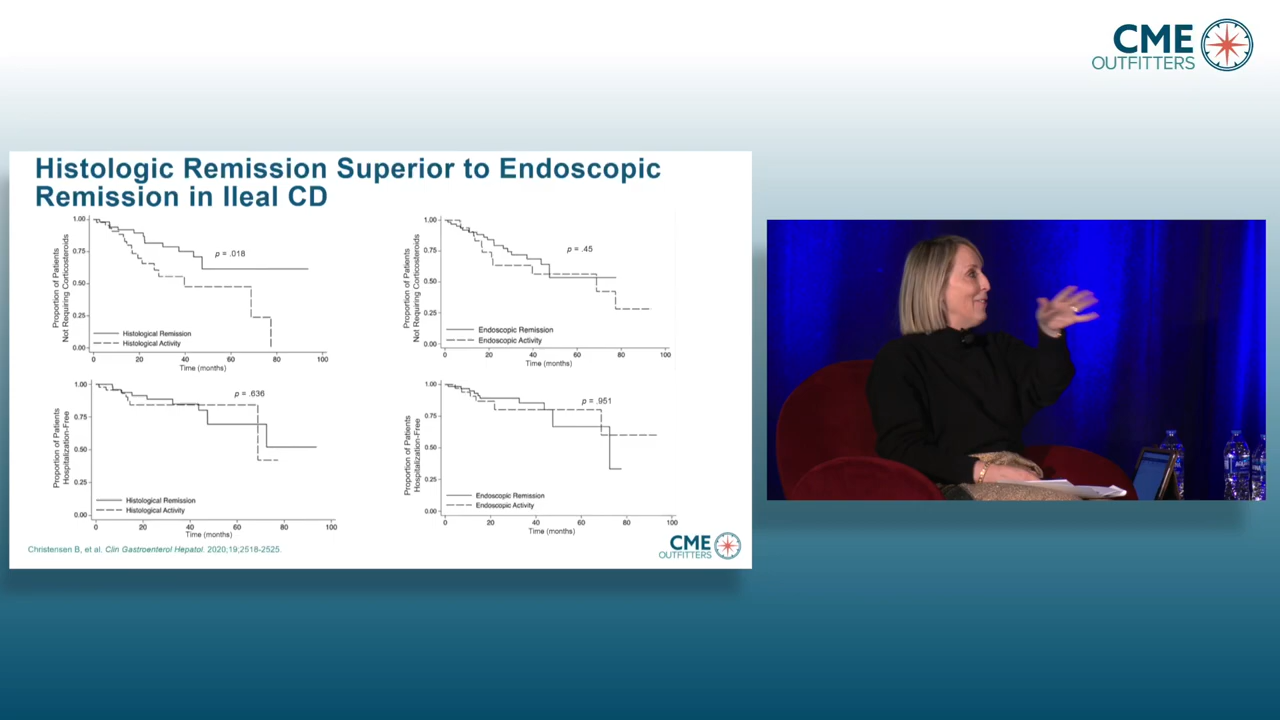 CME
OUTFITTERS
Histologic Remission Superior to Endoscopic
Remission in Ileal CD
Proportion of Patients
Not Requiring Corticosteroids
1.00
0.75
0.50
0.25
0.00
p = .018
Histological Remission
Histological Activity
0 20 40 60 80 100
Time (months)
Proportion of Patients
Not Requiring Corticosteroids
1.00
0.75
0.50
0.25
0.00
p = .45
Endoscopic Remission
Endoscopic Activity
0 20 40 60 80 100
Time (months)
Proportion of Patients
Hospitalization-Free
1.00
0.75
0.50
0.25
0.00
p = .636
Histological Remission
Histological Activity
0 20 40 60 80 100
Time (months)
Proportion of Patients
Hospitalization-Free
1.00
0.75
0.50
0.25
0.00
p = .951
Endoscopic Remission
Endoscopic Activity
0 20 40 60 80 100
Time (months)
Christensen B, et al. Clin Gastroenterol Hepatol. 2020;19;2518-2525.
CME
OUTFITTERS